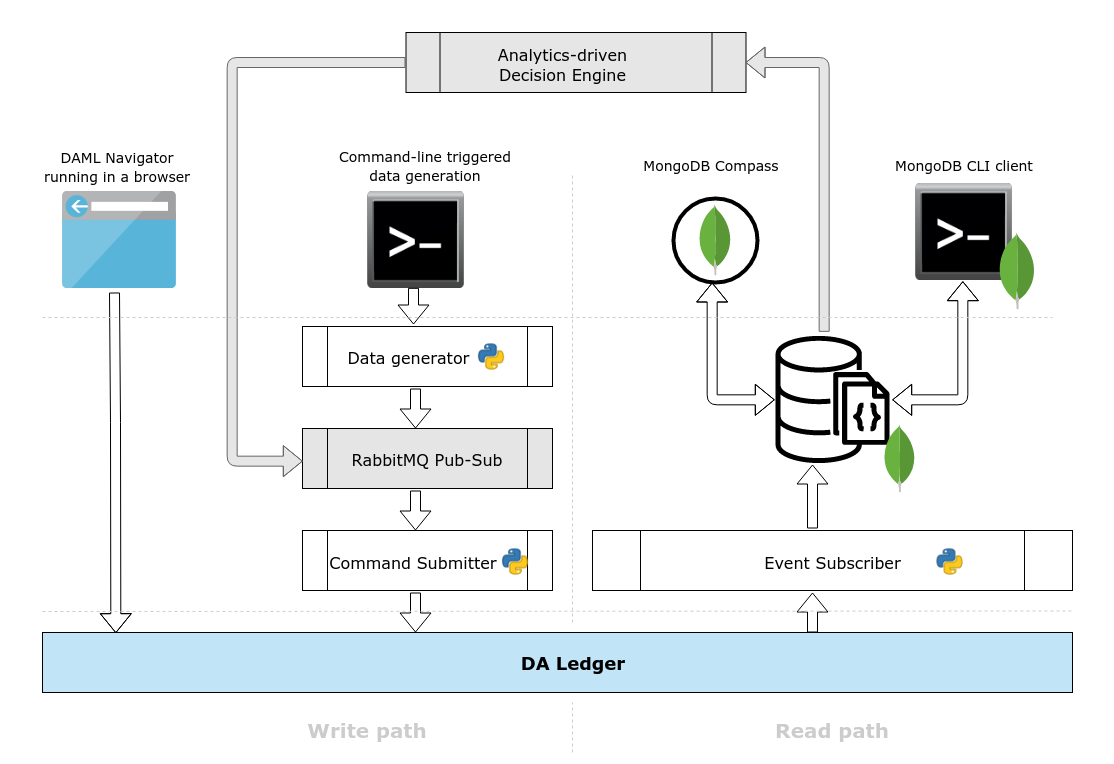 Analytics-driven
Decision Engine
DAML Navigator
running in a browser
Command-line triggered
data generation
MongoDB Compass
MongoDB CLI client
>_
>_
Data generator
RabbitMQ Pub-Sub
{}
Command Submitter
Event Subscriber
DA Ledger
Write path
Read path